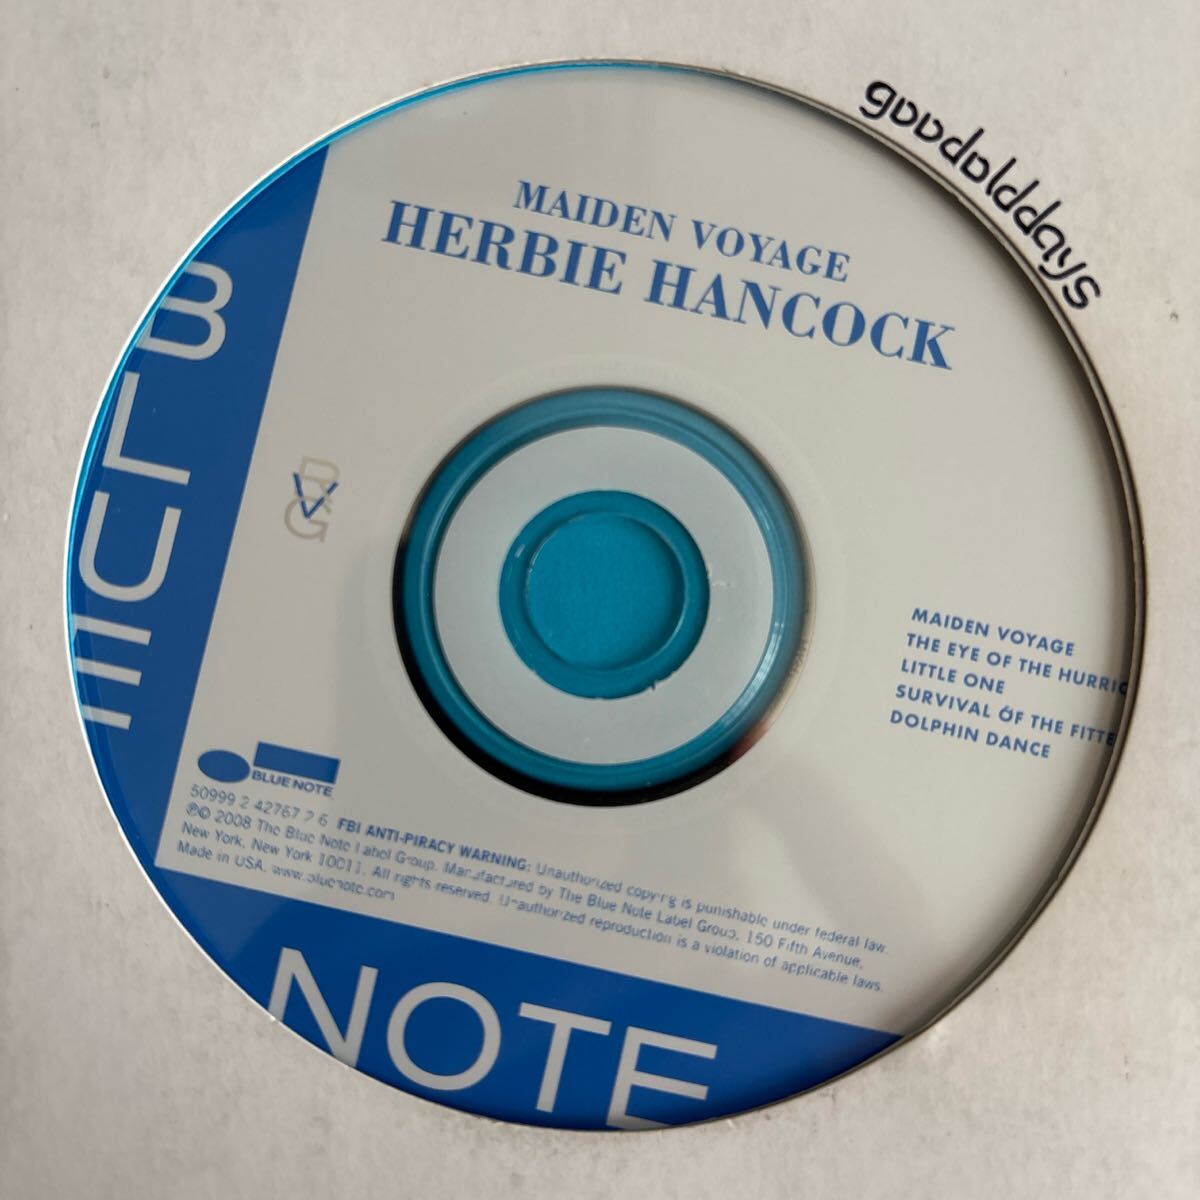 goodolddays
MAIDEN VOYAGE
HERBIE HANCOCK
BLUE
RVG
MAIDEN VOYAGE
THE EYE OF THE HURRIC
LITTLE ONE
SURVIVAL OF THE FITTE
DOLPHIN DANCE
BLUE NOTE
50999 2 42767 2 6 FBI ANTI-PIRACY WARNING: Unauthorized copying is punishable under federal law.
℗© 2008 The Blue Note Label Group. Manufactured by The Blue Note Label Group, 150 Fifth Avenue,
New York, New York 10011. All rights reserved. Unauthorized reproduction is a violation of applicable laws.
Made in USA. www.bluenote.com
NOTE